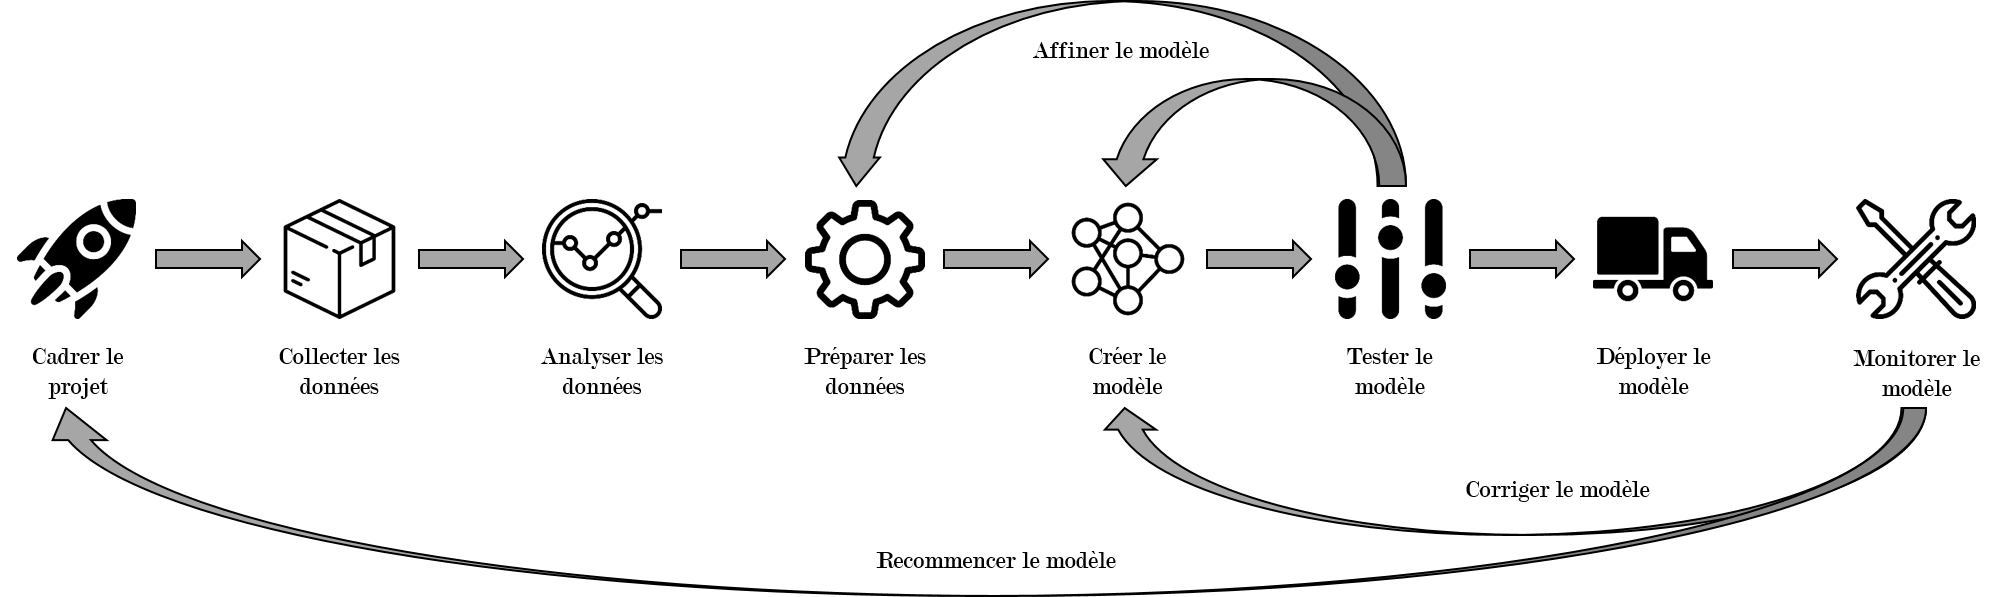 Affiner le modèle
Cadrer le
projet
Collecter les
données
Analyser les
données
Préparer les
données
Créer le
modèle
Tester le
modèle
Déployer le
modèle
Monitorer le
modèle
Corriger le modèle
Recommencer le modèle